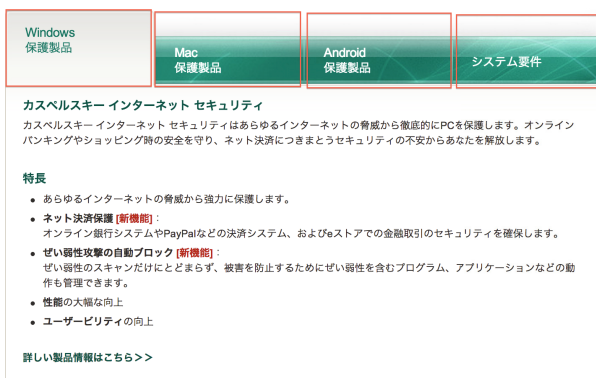 Windows
保護製品
Mac
保護製品
Android
保護製品
システム要件
カスペルスキー インターネット セキュリティ
カスペルスキー インターネット セキュリティはあらゆるインターネットの脅威から徹底的にPCを保護します。オンライン
バンキングやショッピング時の安全を守り、ネット決済につきまとうセキュリティの不安からあなたを解放します。
特長
● あらゆるインターネットの脅威から強力に保護します。
● ネット決済保護 [新機能]：
オンライン銀行システムやPayPalなどの決済システム、およびeストアでの金融取引のセキュリティを確保します。
● ぜい弱性攻撃の自動ブロック [新機能]：
ぜい弱性のスキャンだけにとどまらず、被害を防止するためにぜい弱性を含むプログラム、アプリケーションなどの動
作も管理できます。
● 性能の大幅な向上
● ユーザービリティの向上
詳しい製品情報はこちら＞＞